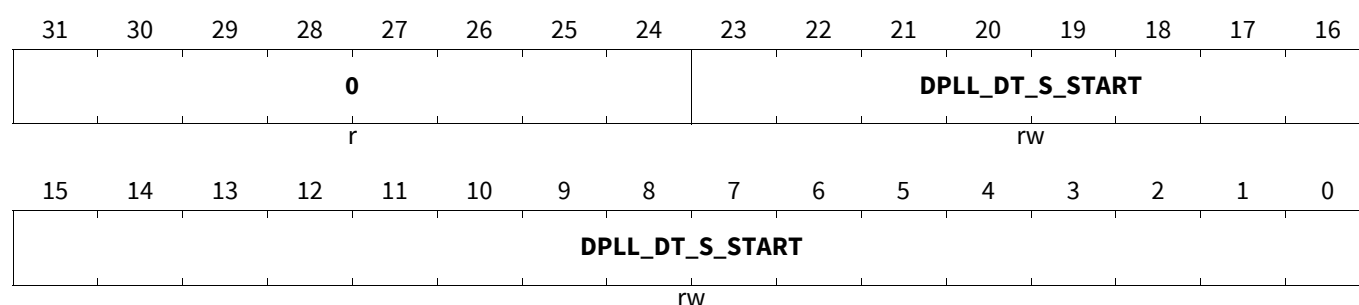 31 30 29 28 27 26 25 24 23 22 21 20 19 18 17 16
0 DPLL_DT_S_START
r rw
15 14 13 12 11 10 9 8 7 6 5 4 3 2 1 0
DPLL_DT_S_START
rw